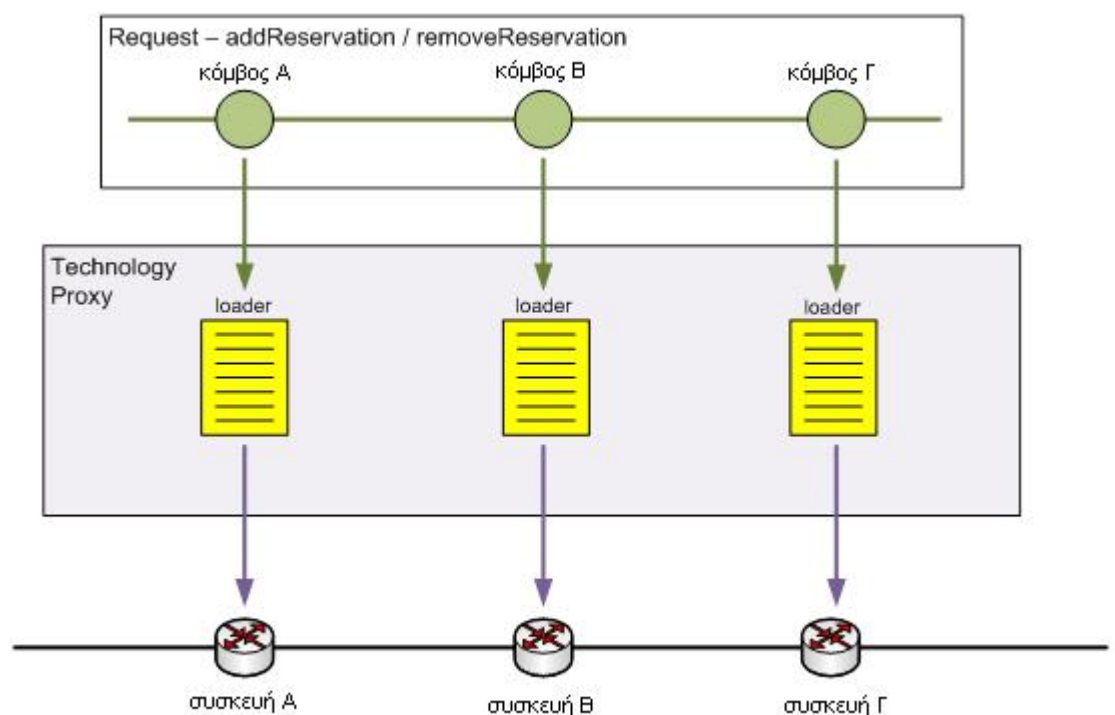 Request – addReservation / removeReservation
κόμβος Α
κόμβος Β
κόμβος Γ
Technology
Proxy
loader
loader
loader
συσκευή Α
συσκευή Β
συσκευή Γ